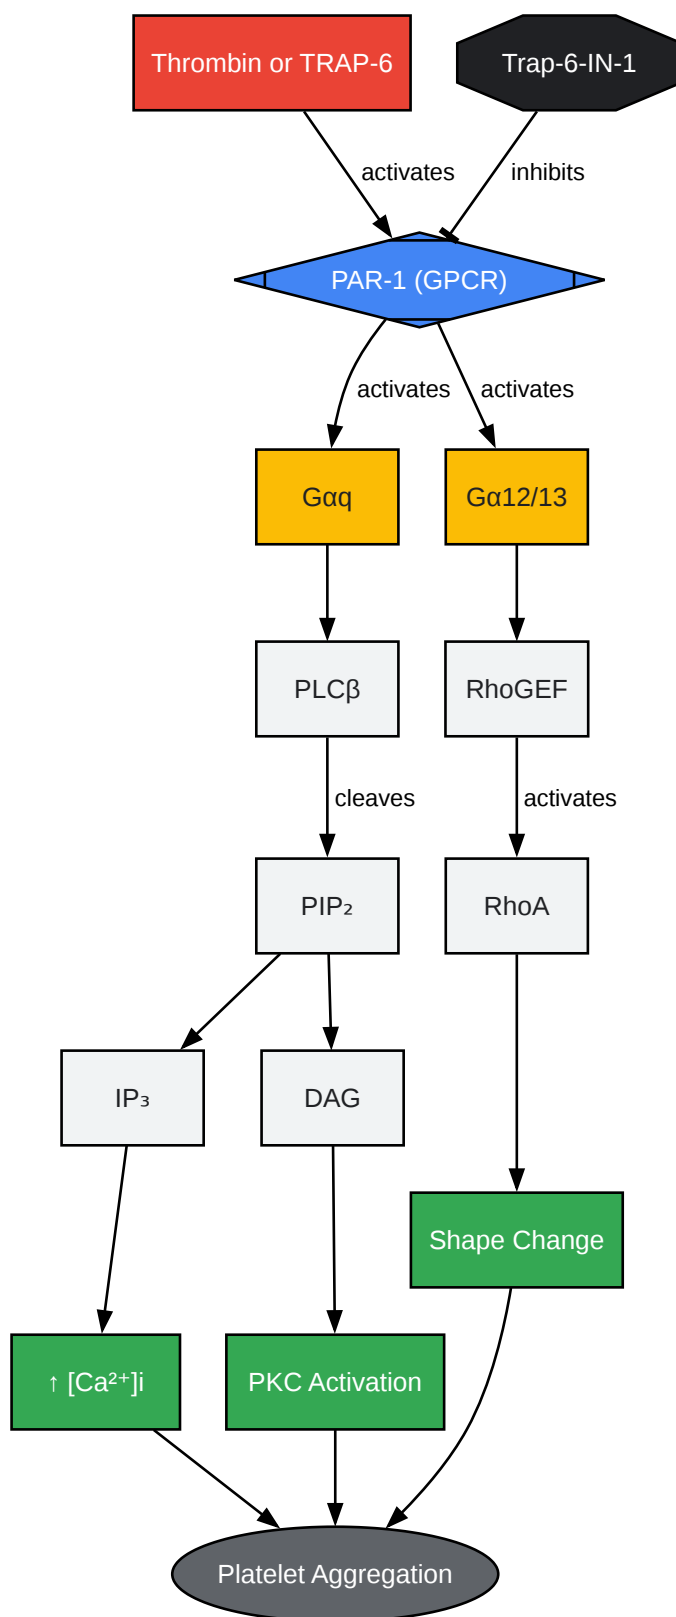 Thrombin or TRAP-6
Trap-6-IN-1
activates
inhibits
PAR-1 (GPCR)
activates
activates
Gαq
Gα12/13
PLCβ
RhoGEF
cleaves
activates
PIP₂
RhoA
IP₃
DAG
Shape Change
↑ [Ca²⁺]i
PKC Activation
Platelet Aggregation